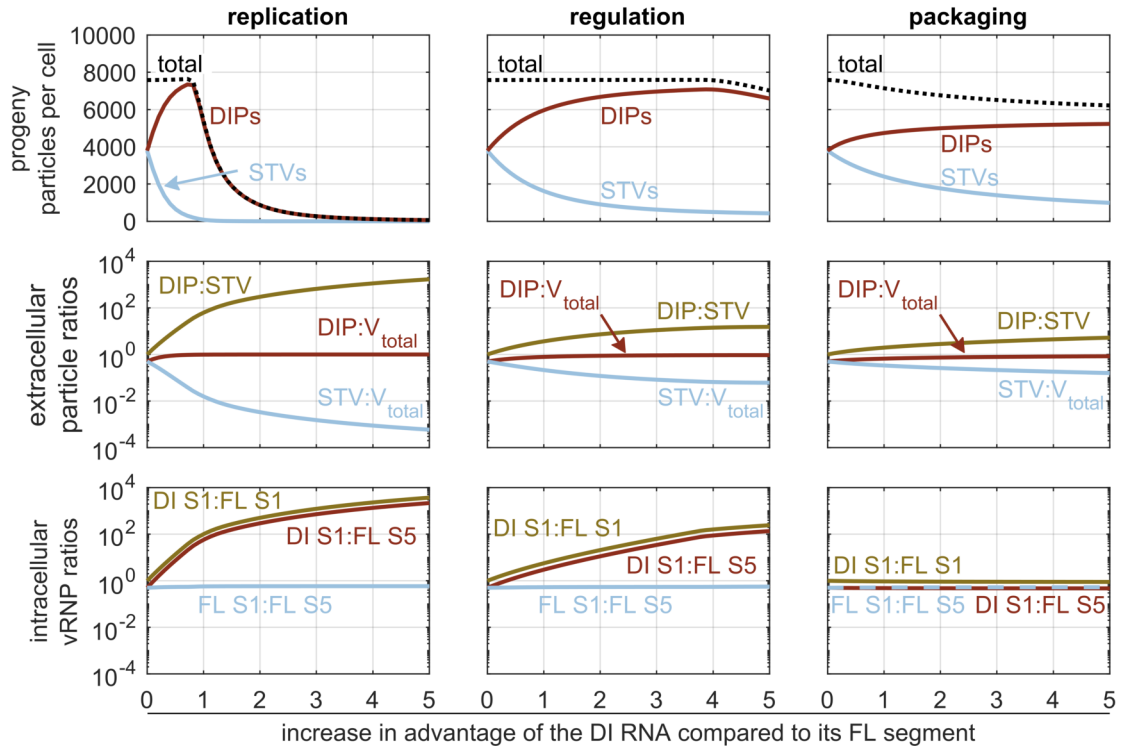 replication
regulation
packaging
progeny
particles per cell
10000
8000
6000
4000
2000
0
total
DIPs
STVs
total
DIPs
STVs
total
DIPs
STVs
extracellular
particle ratios
10^4
10^2
10^0
10^-2
10^-4
DIP:STV
DIP:V_total
STV:V_total
DIP:V_total
DIP:STV
STV:V_total
DIP:V_total
DIP:STV
STV:V_total
intracellular
vRNP ratios
10^4
10^2
10^0
10^-2
10^-4
DI S1:FL S1
DI S1:FL S5
FL S1:FL S5
DI S1:FL S1
DI S1:FL S5
FL S1:FL S5
DI S1:FL S1
FL S1:FL S5 DI S1:FL S5
0 1 2 3 4 5
0 1 2 3 4 5
0 1 2 3 4 5
increase in advantage of the DI RNA compared to its FL segment